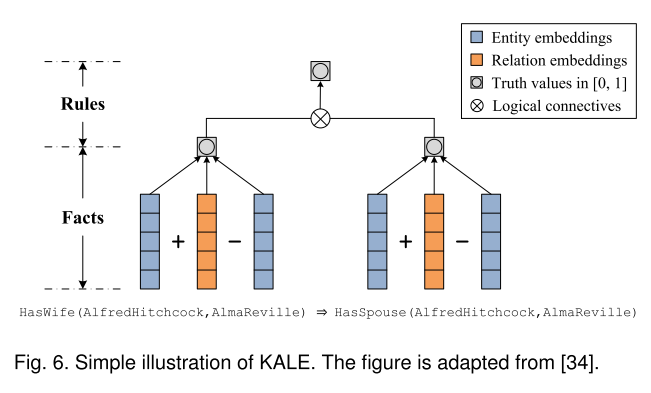 Entity embeddings
Relation embeddings
Truth values in [0, 1]
Logical connectives
Rules
Facts
+ − + −
HasWife(AlfredHitchcock,AlmaReville) ⇒ HasSpouse(AlfredHitchcock,AlmaReville)
Fig. 6. Simple illustration of KALE. The figure is adapted from [34].